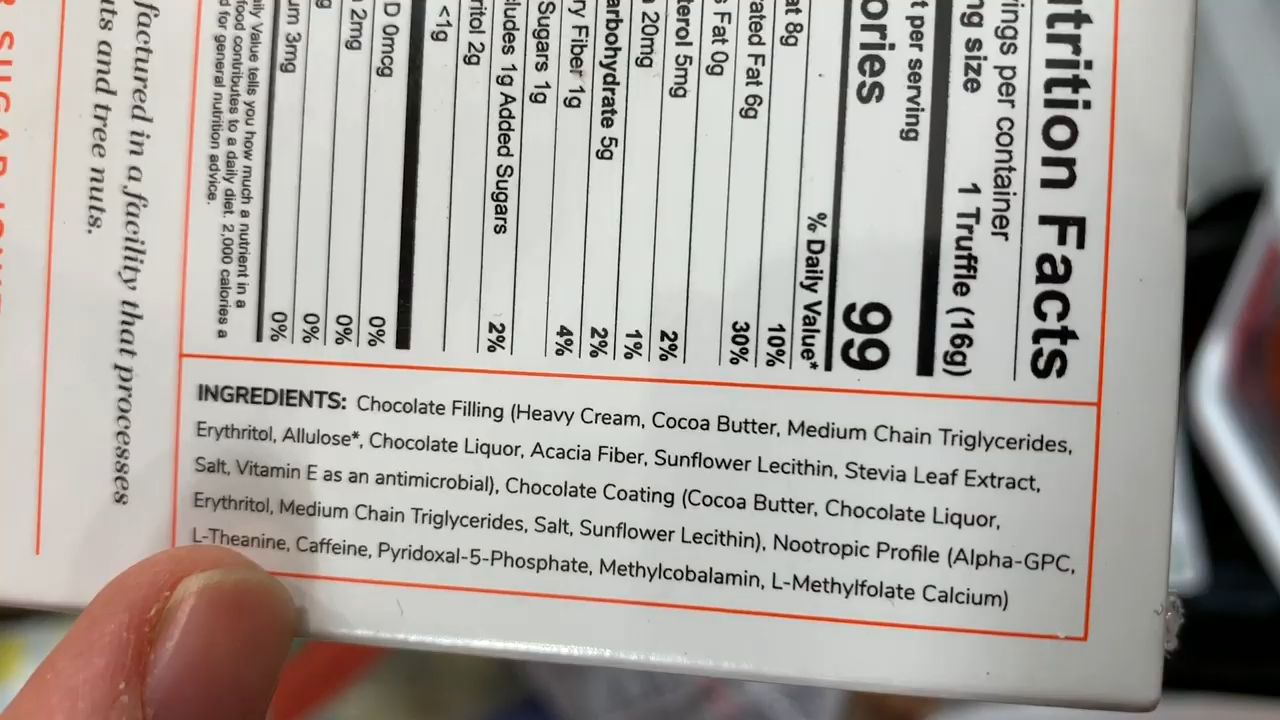 utrition Facts
ings per container
ng size 1 Truffle (16g)
t per serving
ories 99
% Daily Value*
at 8g 10%
rated Fat 6g 30%
s Fat 0g
terol 5mg 2%
20mg 1%
arbohydrate 5g 2%
ry Fiber 1g 4%
Sugars 1g
ludes 1g Added Sugars 2%
ritol 2g
<1g
D 0mcg 0%
2mg 0%
g 0%
um 3mg 0%
ily Value tells you how much a nutrient in a
food contributes to a daily diet. 2,000 calories a
d for general nutrition advice.
factured in a facility that processes
ts and tree nuts.
INGREDIENTS: Chocolate Filling (Heavy Cream, Cocoa Butter, Medium Chain Triglycerides,
Erythritol, Allulose*, Chocolate Liquor, Acacia Fiber, Sunflower Lecithin, Stevia Leaf Extract,
Salt, Vitamin E as an antimicrobial), Chocolate Coating (Cocoa Butter, Chocolate Liquor,
Erythritol, Medium Chain Triglycerides, Salt, Sunflower Lecithin), Nootropic Profile (Alpha-GPC,
L-Theanine, Caffeine, Pyridoxal-5-Phosphate, Methylcobalamin, L-Methylfolate Calcium)